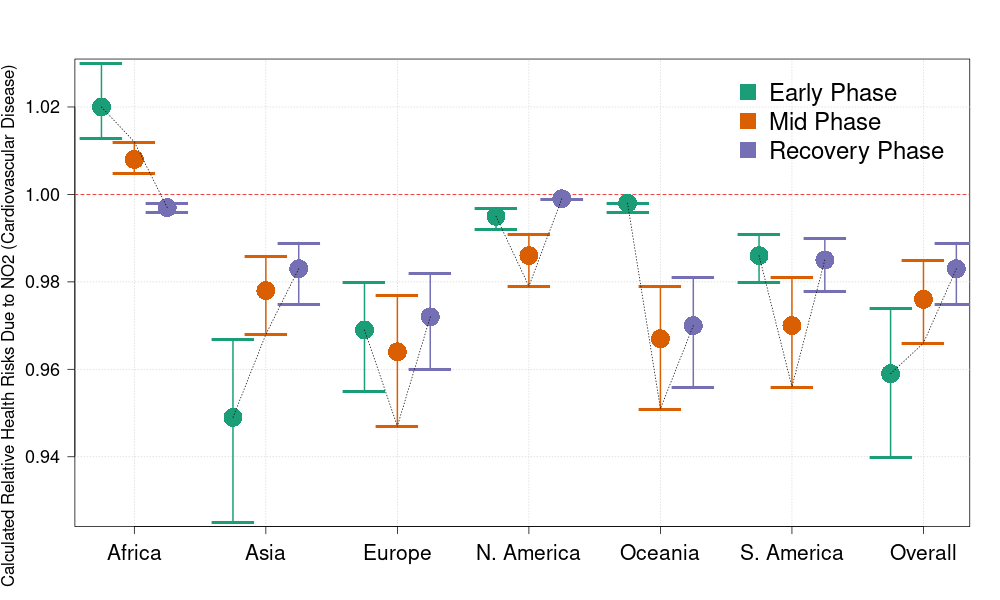 Calculated Relative Health Risks Due to NO2 (Cardiovascular Disease)
1.02
1.00
0.98
0.96
0.94
Early Phase
Mid Phase
Recovery Phase
Africa
Asia
Europe
N. America
Oceania
S. America
Overall